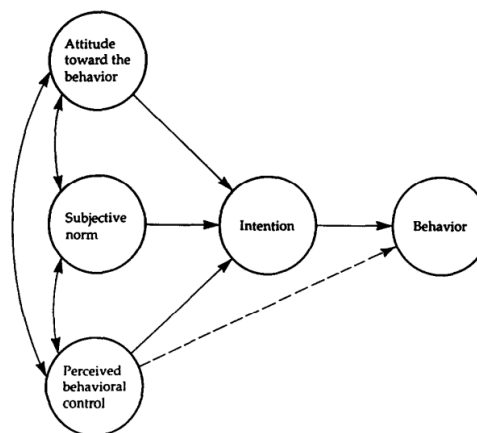 Attitude
toward the
behavior
Subjective
norm
Intention
Behavior
Perceived
behavioral
control